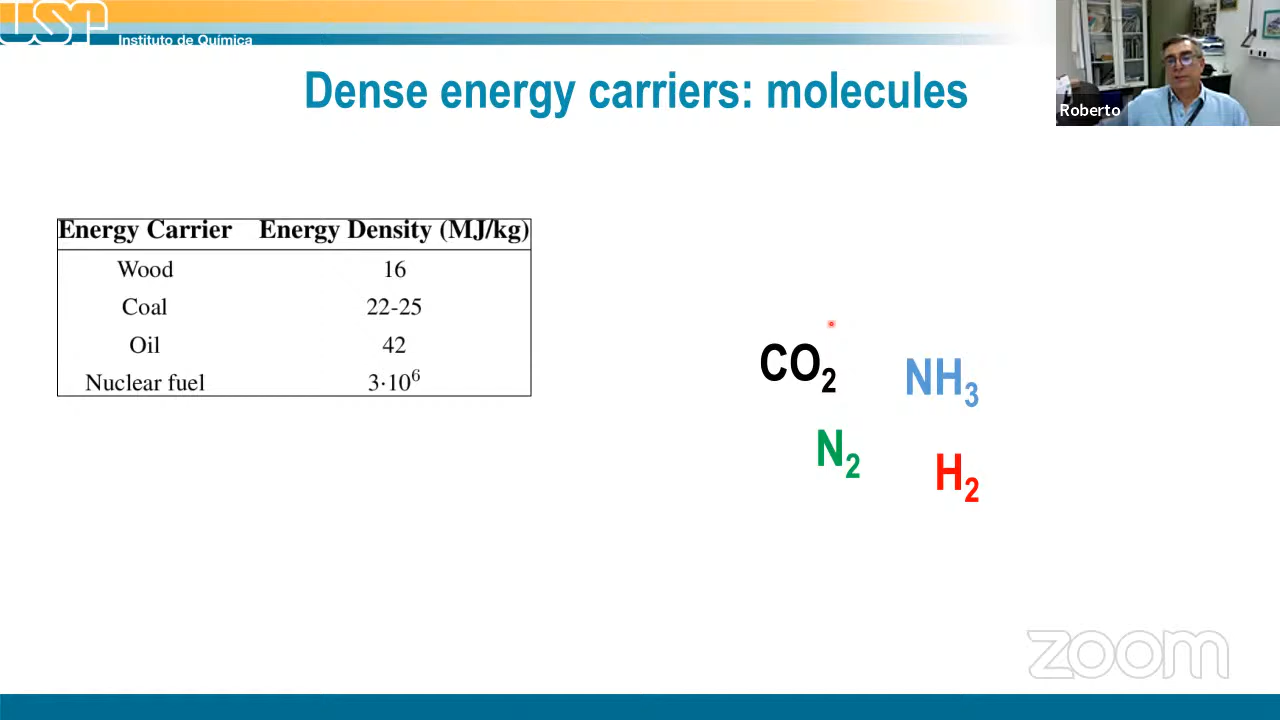 USP
Instituto de Química
Dense energy carriers: molecules
Roberto
Energy Carrier Energy Density (MJ/kg)
Wood 16
Coal 22-25
Oil 42
Nuclear fuel 3·10⁶
CO₂ NH₃
N₂ H₂
zoom